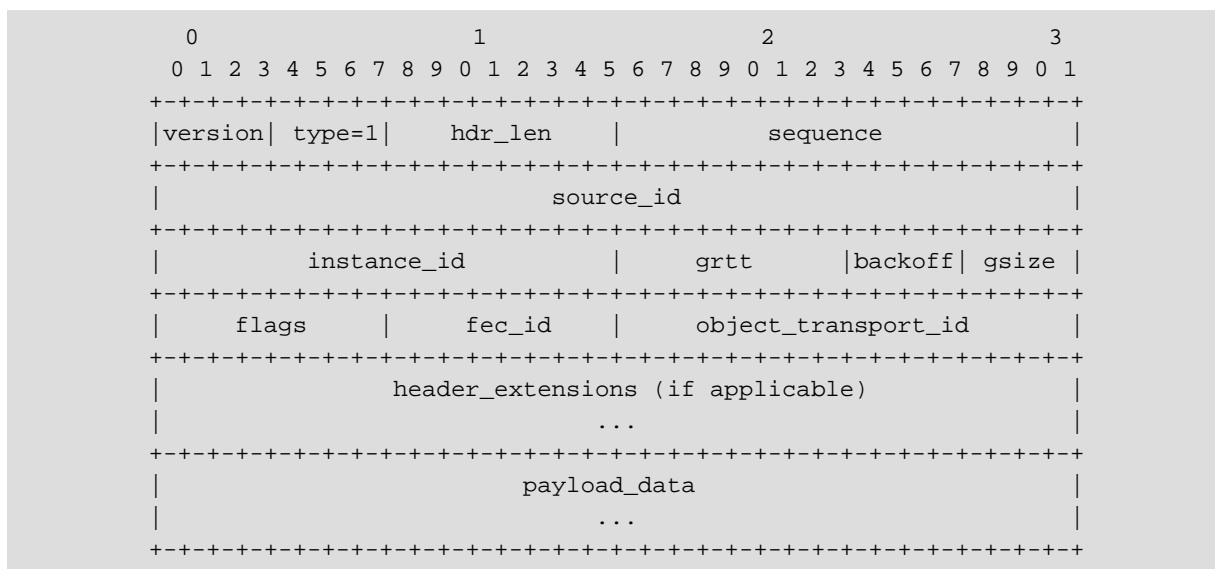 0                   1                   2                   3
0 1 2 3 4 5 6 7 8 9 0 1 2 3 4 5 6 7 8 9 0 1 2 3 4 5 6 7 8 9 0 1
+-+-+-+-+-+-+-+-+-+-+-+-+-+-+-+-+-+-+-+-+-+-+-+-+-+-+-+-+-+-+-+-+
|version| type=1|    hdr_len    |          sequence             |
+-+-+-+-+-+-+-+-+-+-+-+-+-+-+-+-+-+-+-+-+-+-+-+-+-+-+-+-+-+-+-+-+
|                           source_id                           |
+-+-+-+-+-+-+-+-+-+-+-+-+-+-+-+-+-+-+-+-+-+-+-+-+-+-+-+-+-+-+-+-+
|          instance_id          |     grtt      |backoff| gsize |
+-+-+-+-+-+-+-+-+-+-+-+-+-+-+-+-+-+-+-+-+-+-+-+-+-+-+-+-+-+-+-+-+
|     flags     |     fec_id    |     object_transport_id       |
+-+-+-+-+-+-+-+-+-+-+-+-+-+-+-+-+-+-+-+-+-+-+-+-+-+-+-+-+-+-+-+-+
|                header_extensions (if applicable)              |
|                              ...                              |
+-+-+-+-+-+-+-+-+-+-+-+-+-+-+-+-+-+-+-+-+-+-+-+-+-+-+-+-+-+-+-+-+
|                         payload_data                          |
|                              ...                              |
+-+-+-+-+-+-+-+-+-+-+-+-+-+-+-+-+-+-+-+-+-+-+-+-+-+-+-+-+-+-+-+-+